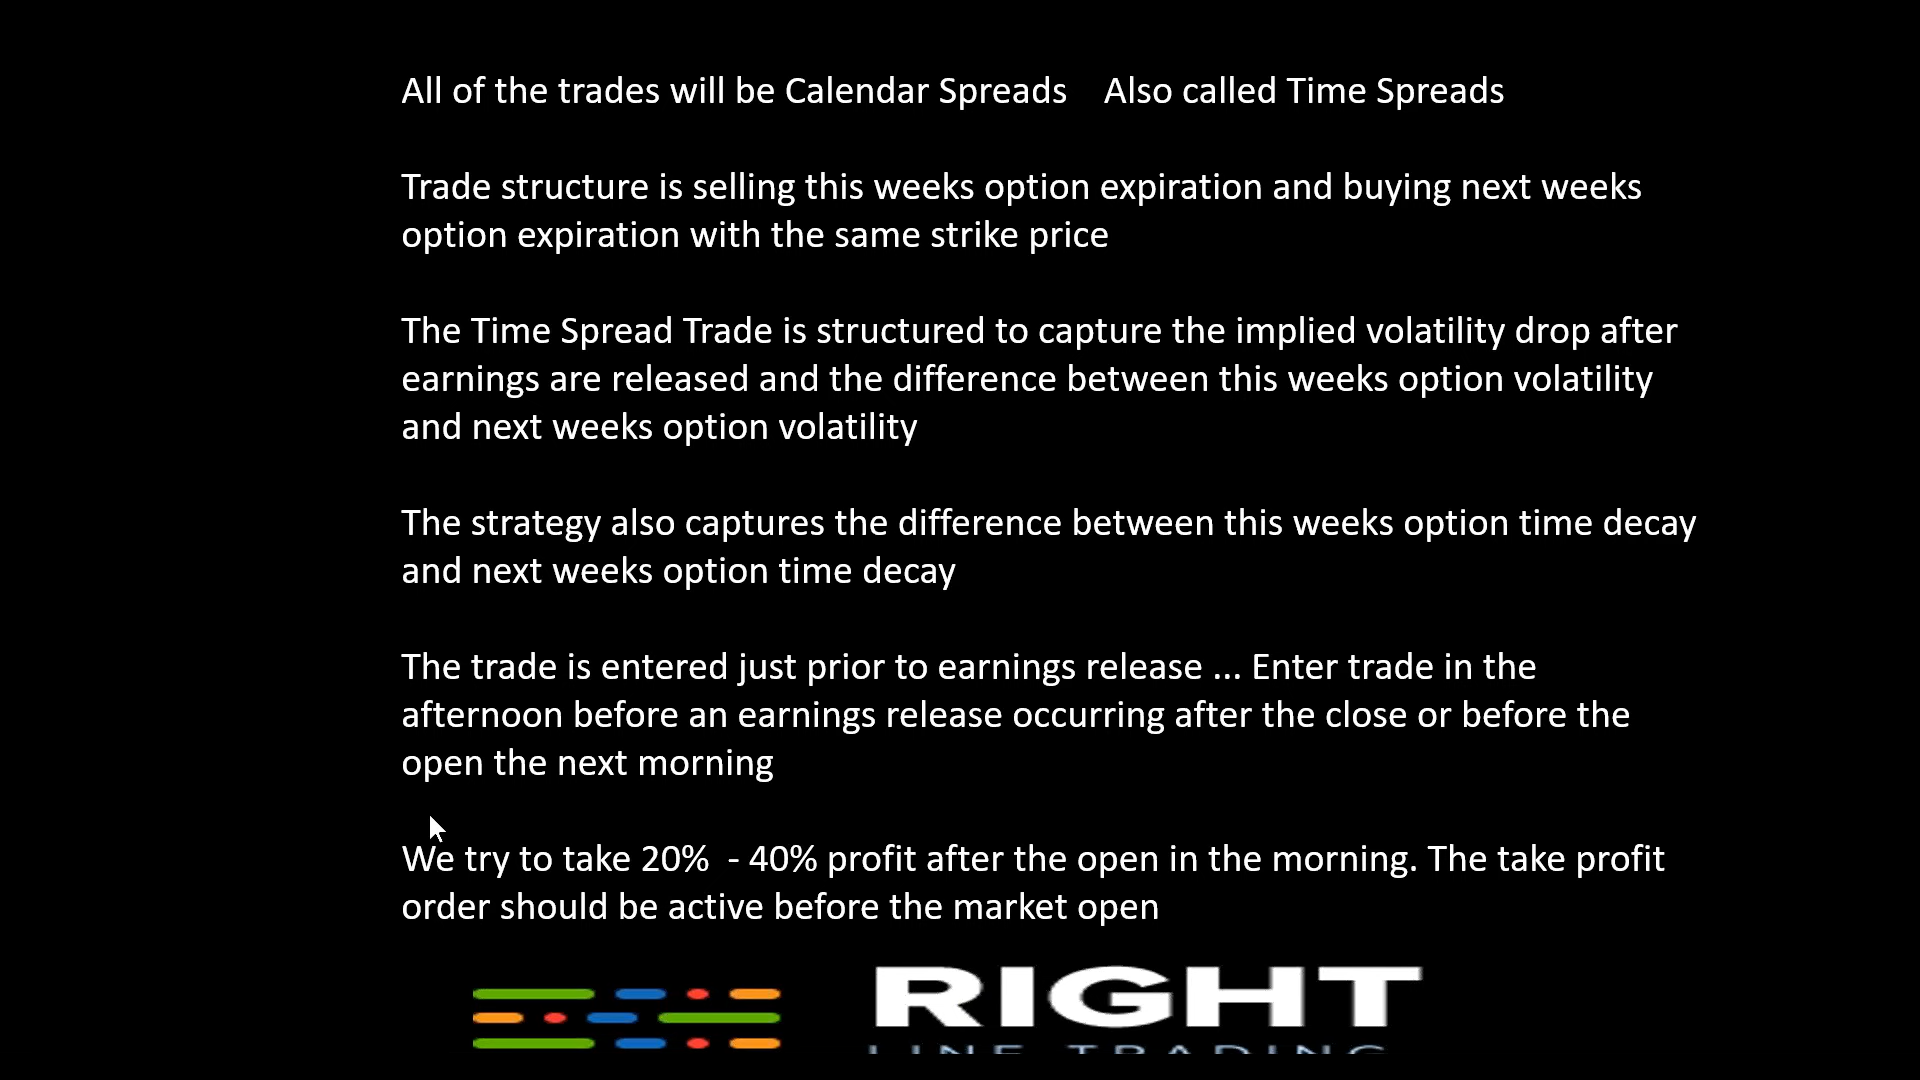 All of the trades will be Calendar Spreads    Also called Time Spreads
Trade structure is selling this weeks option expiration and buying next weeks
option expiration with the same strike price
The Time Spread Trade is structured to capture the implied volatility drop after
earnings are released and the difference between this weeks option volatility
and next weeks option volatility
The strategy also captures the difference between this weeks option time decay
and next weeks option time decay
The trade is entered just prior to earnings release ... Enter trade in the
afternoon before an earnings release occurring after the close or before the
open the next morning
We try to take 20%  - 40% profit after the open in the morning. The take profit
order should be active before the market open
RIGHT
LINE TRADING